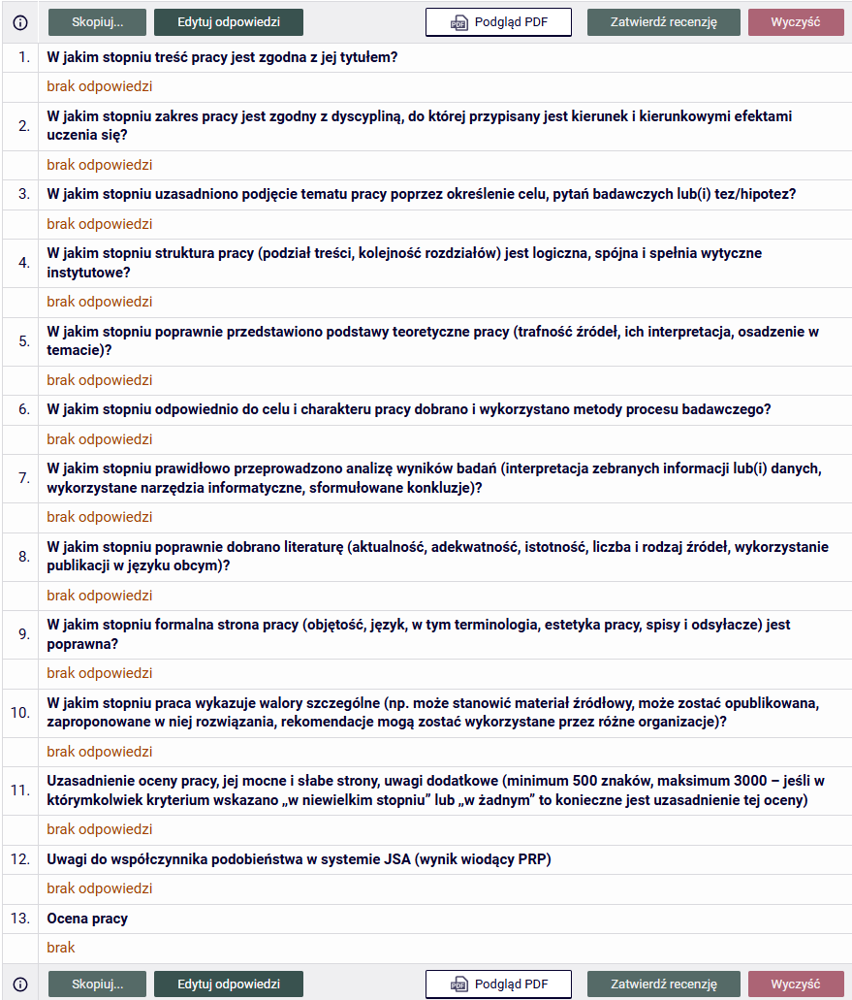 Skopiuj... Edytuj odpowiedzi PDF Podgląd PDF Zatwierdź recenzję Wyczyść
1. W jakim stopniu treść pracy jest zgodna z jej tytułem?
brak odpowiedzi
2. W jakim stopniu zakres pracy jest zgodny z dyscypliną, do której przypisany jest kierunek i kierunkowymi efektami
uczenia się?
brak odpowiedzi
3. W jakim stopniu uzasadniono podjęcie tematu pracy poprzez określenie celu, pytań badawczych lub(i) tez/hipotez?
brak odpowiedzi
4. W jakim stopniu struktura pracy (podział treści, kolejność rozdziałów) jest logiczna, spójna i spełnia wytyczne
instytutowe?
brak odpowiedzi
5. W jakim stopniu poprawnie przedstawiono podstawy teoretyczne pracy (trafność źródeł, ich interpretacja, osadzenie w
temacie)?
brak odpowiedzi
6. W jakim stopniu odpowiednio do celu i charakteru pracy dobrano i wykorzystano metody procesu badawczego?
brak odpowiedzi
7. W jakim stopniu prawidłowo przeprowadzono analizę wyników badań (interpretacja zebranych informacji lub(i) danych,
wykorzystane narzędzia informatyczne, sformułowane konkluzje)?
brak odpowiedzi
8. W jakim stopniu poprawnie dobrano literaturę (aktualność, adekwatność, istotność, liczba i rodzaj źródeł, wykorzystanie
publikacji w języku obcym)?
brak odpowiedzi
9. W jakim stopniu formalna strona pracy (objętość, język, w tym terminologia, estetyka pracy, spisy i odsyłacze) jest
poprawna?
brak odpowiedzi
10. W jakim stopniu praca wykazuje walory szczególne (np. może stanowić materiał źródłowy, może zostać opublikowana,
zaproponowane w niej rozwiązania, rekomendacje mogą zostać wykorzystane przez różne organizacje)?
brak odpowiedzi
11. Uzasadnienie oceny pracy, jej mocne i słabe strony, uwagi dodatkowe (minimum 500 znaków, maksimum 3000 – jeśli w
którymkolwiek kryterium wskazano „w niewielkim stopniu” lub „w żadnym” to konieczne jest uzasadnienie tej oceny)
brak odpowiedzi
12. Uwagi do współczynnika podobieństwa w systemie JSA (wynik wiodący PRP)
brak odpowiedzi
13. Ocena pracy
brak
Skopiuj... Edytuj odpowiedzi PDF Podgląd PDF Zatwierdź recenzję Wyczyść